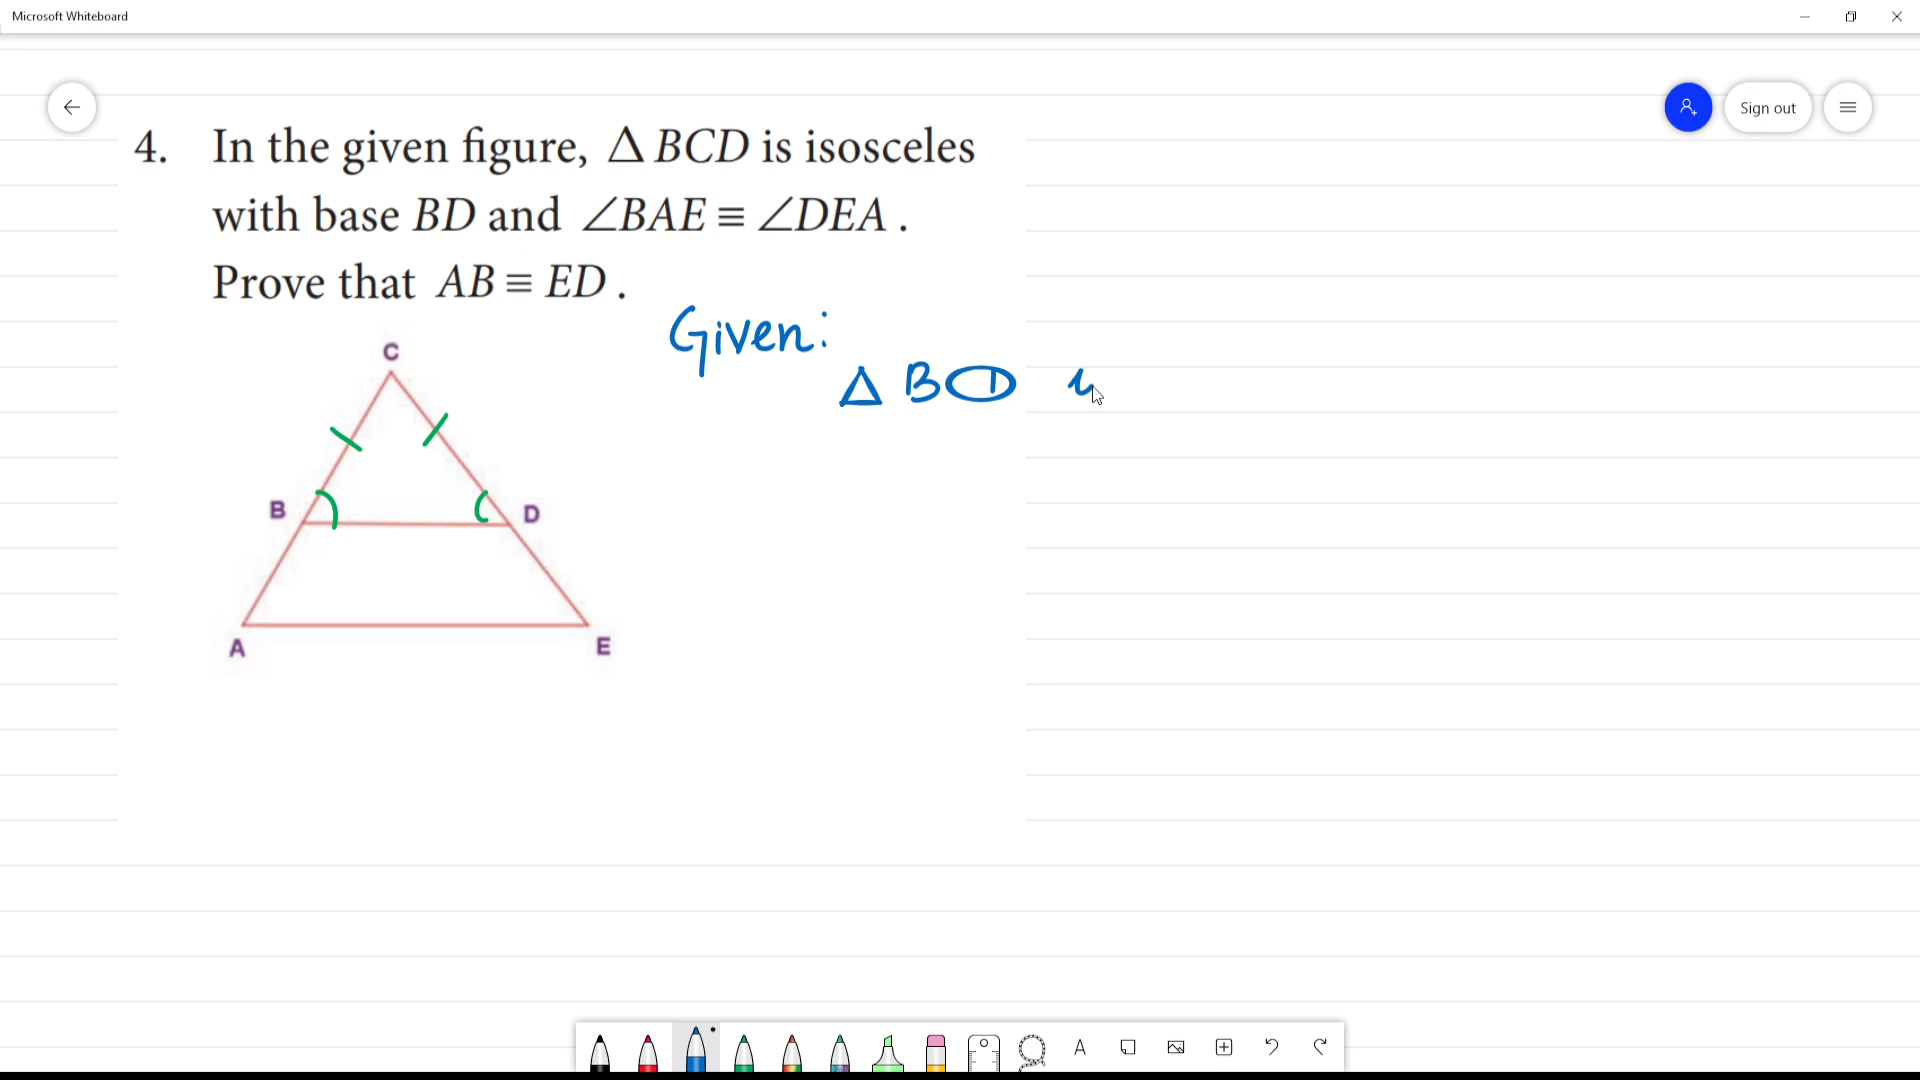 Microsoft Whiteboard
Sign out
4. In the given figure, △ BCD is isosceles
with base BD and ∠BAE ≡ ∠DEA .
Prove that AB ≡ ED .
Given:
△ BCD
C
B
D
A
E
A